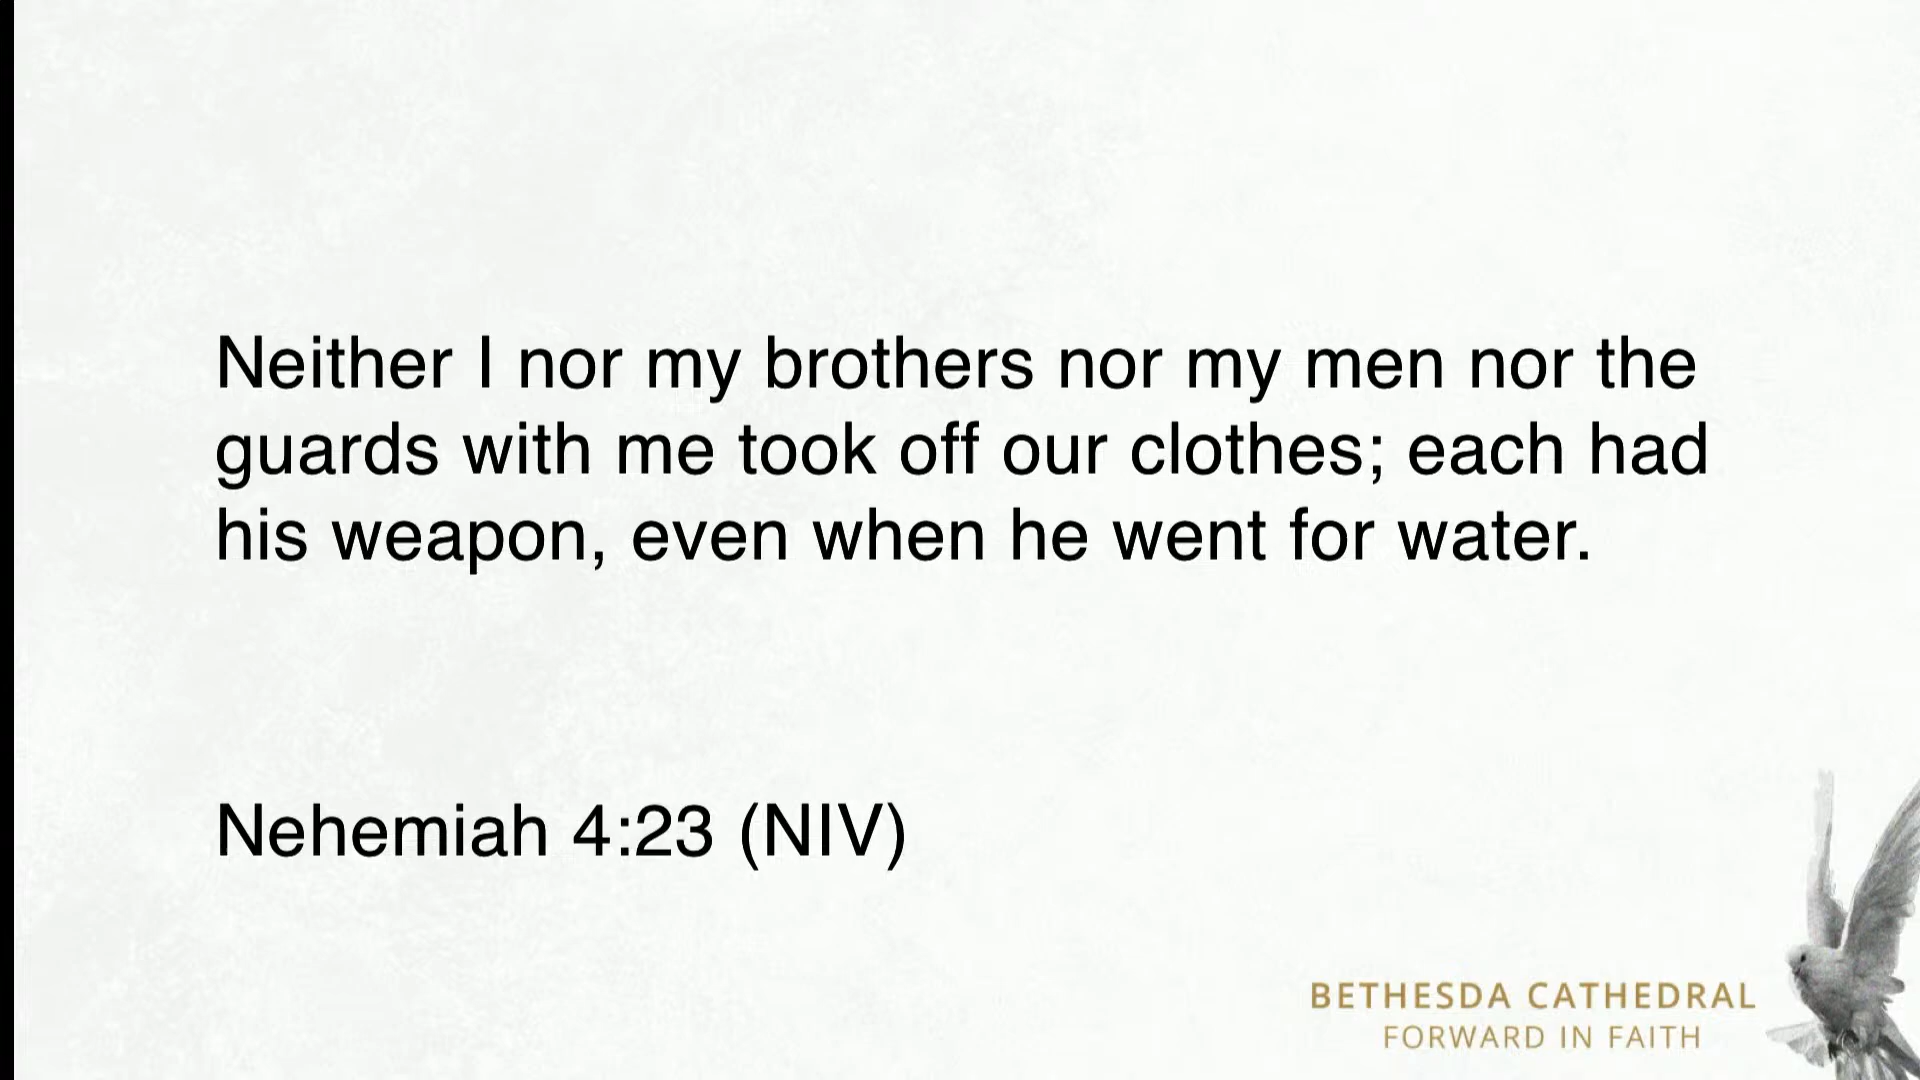 Neither I nor my brothers nor my men nor the
guards with me took off our clothes; each had
his weapon, even when he went for water.
Nehemiah 4:23 (NIV)
BETHESDA CATHEDRAL
FORWARD IN FAITH